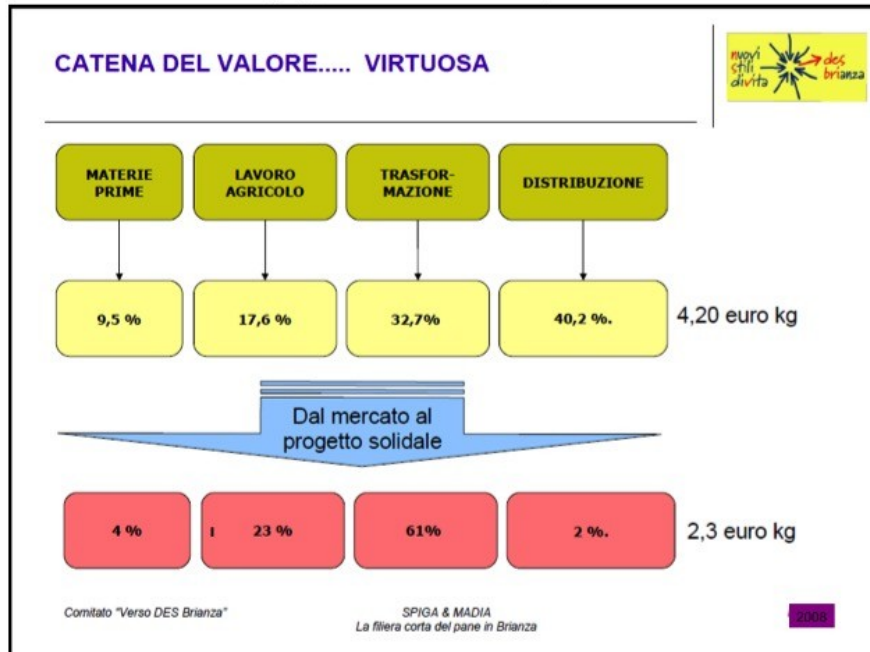 CATENA DEL VALORE..... VIRTUOSA
nuovi
stili
divita
des
brianza
MATERIE
PRIME
LAVORO
AGRICOLO
TRASFOR-
MAZIONE
DISTRIBUZIONE
9,5 %
17,6 %
32,7%
40,2 %.
4,20 euro kg
Dal mercato al
progetto solidale
4 %
23 %
61%
2 %.
2,3 euro kg
Comitato "Verso DES Brianza"
SPIGA & MADIA
La filiera corta del pane in Brianza
2008